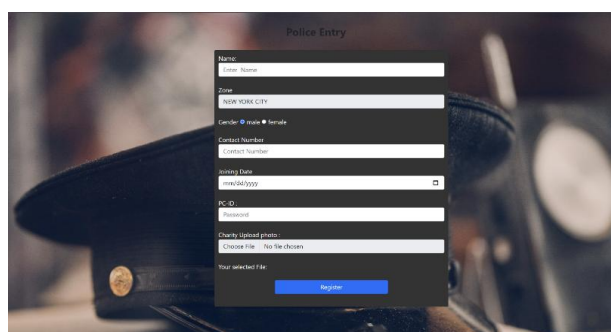 Police Entry
Name:
Enter Name
Zone
NEW YORK CITY
Gender male female
Contact Number
Contact Number
Joining Date
mm/dd/yyyy
PC-ID :
Password
Charity Upload photo :
Choose File No file chosen
Your selected File:
Register